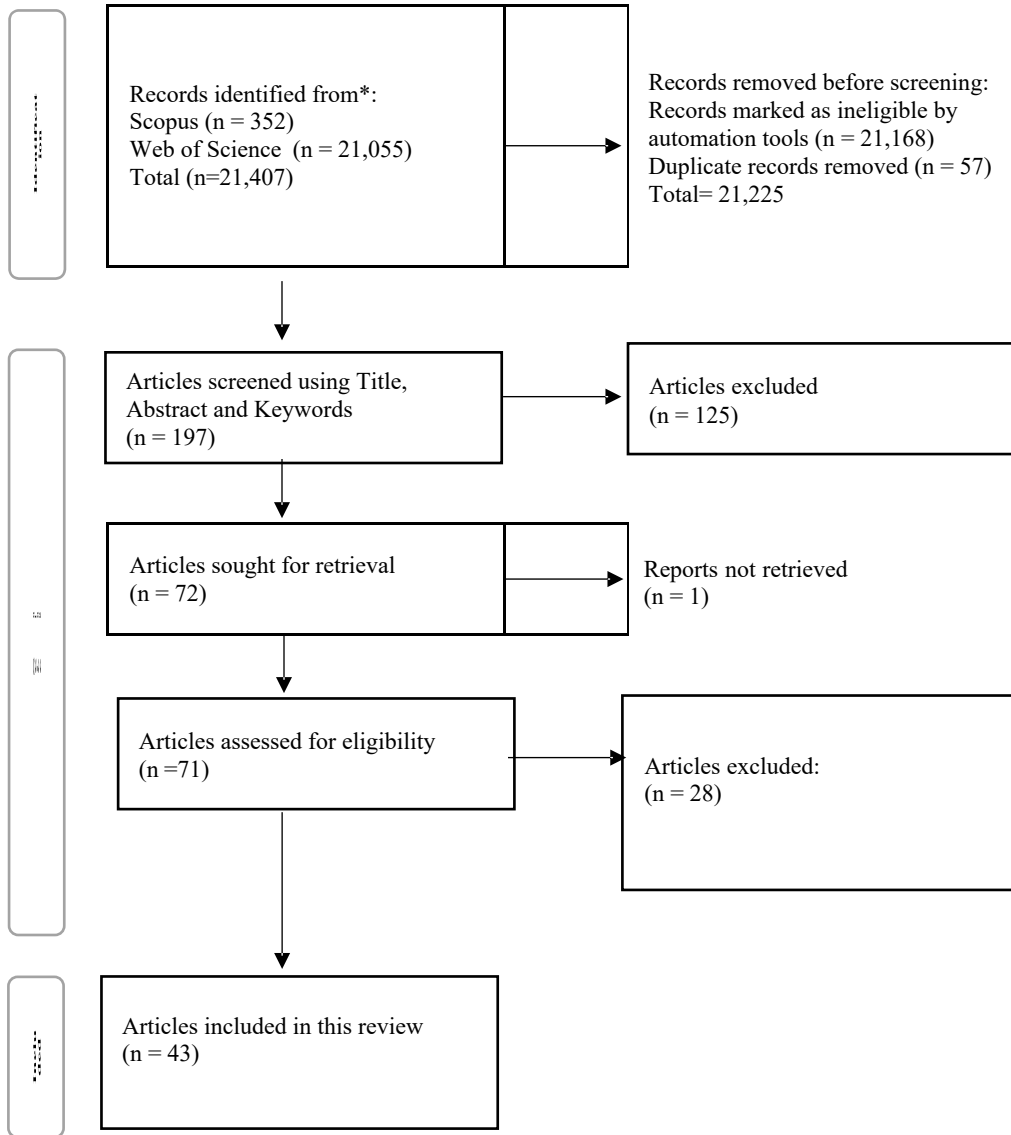 Records identified from*:
Scopus (n = 352)
Web of Science (n = 21,055)
Total (n=21,407)
Records removed before screening:
Records marked as ineligible by
automation tools (n = 21,168)
Duplicate records removed (n = 57)
Total= 21,225
Articles screened using Title,
Abstract and Keywords
(n = 197)
Articles excluded
(n = 125)
Articles sought for retrieval
(n = 72)
Reports not retrieved
(n = 1)
Articles assessed for eligibility
(n =71)
Articles excluded:
(n = 28)
Articles included in this review
(n = 43)